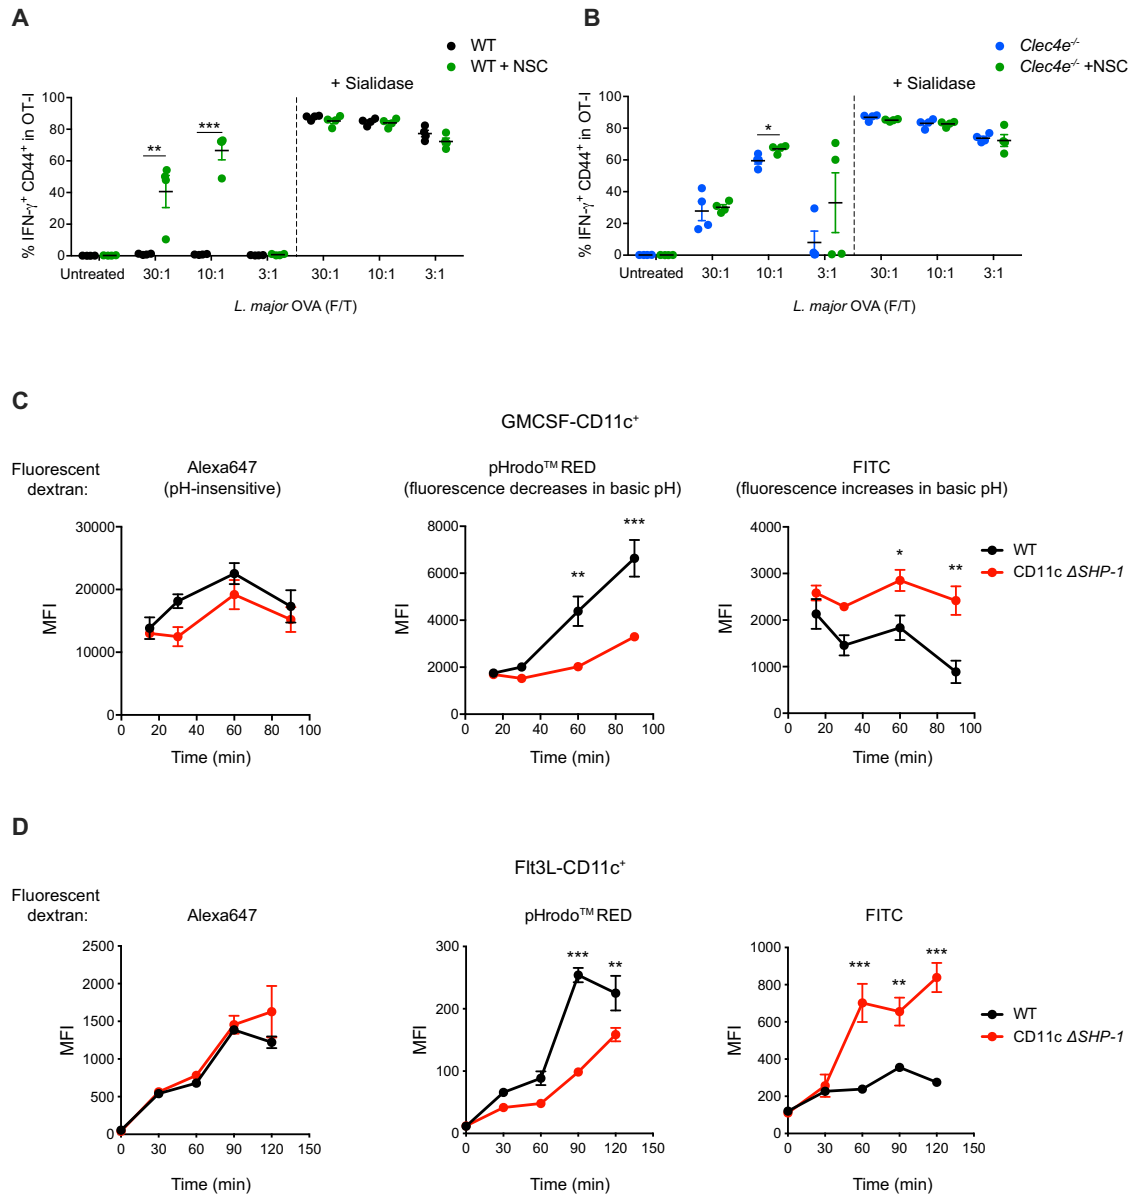 A
WT
WT + NSC
+ Sialidase
% IFN-γ⁺ CD44⁺ in OT-I
100
80
60
40
20
0
**
***
Untreated 30:1 10:1 3:1 30:1 10:1 3:1
L. major OVA (F/T)
B
Clec4e⁻/⁻
Clec4e⁻/⁻ +NSC
+ Sialidase
% IFN-γ⁺ CD44⁺ in OT-I
100
80
60
40
20
0
*
Untreated 30:1 10:1 3:1 30:1 10:1 3:1
L. major OVA (F/T)
C
GMCSF-CD11c⁺
Fluorescent
dextran:
Alexa647
(pH-insensitive)
MFI
30000
20000
10000
0
0 20 40 60 80 100
Time (min)
pHrodo™ RED
(fluorescence decreases in basic pH)
MFI
8000
6000
4000
2000
0
** ***
0 20 40 60 80 100
Time (min)
FITC
(fluorescence increases in basic pH)
MFI
4000
3000
2000
1000
0
* **
0 20 40 60 80 100
Time (min)
WT
CD11c ΔSHP-1
D
Flt3L-CD11c⁺
Fluorescent
dextran:
Alexa647
MFI
2500
2000
1500
1000
500
0
0 30 60 90 120 150
Time (min)
pHrodo™ RED
MFI
300
200
100
0
*** **
0 30 60 90 120 150
Time (min)
FITC
MFI
1000
800
600
400
200
0
*** ** ***
0 30 60 90 120 150
Time (min)
WT
CD11c ΔSHP-1